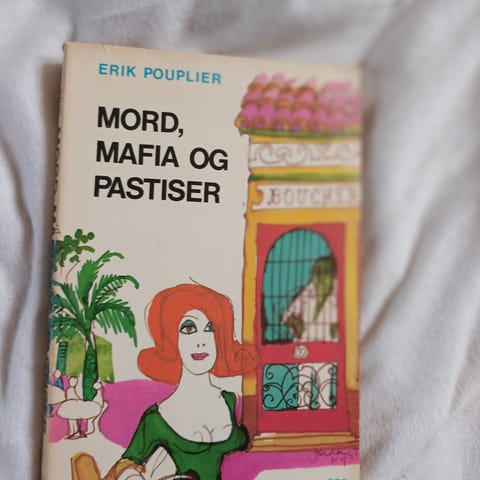 ERIK POUPLIER
MORD,
MAFIA OG
PASTISER
BOUCHER